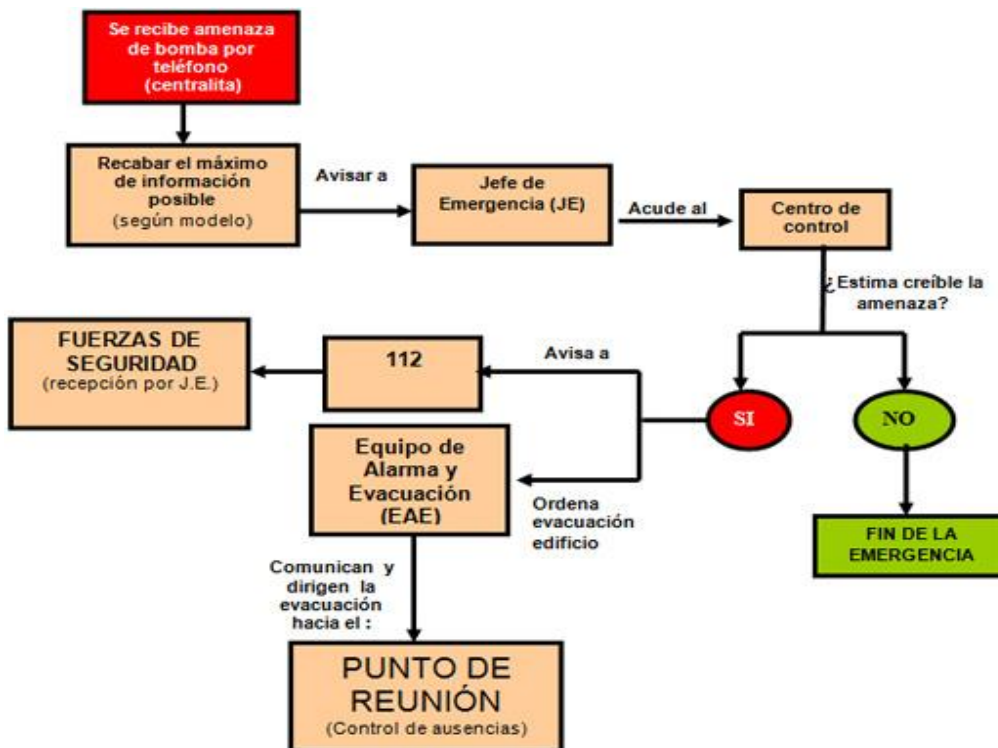 Se recibe amenaza
de bomba por
teléfono
(centralita)
Recabar el máximo
de información
posible
(según modelo)
Avisar a
Jefe de
Emergencia (JE)
Acude al
Centro de
control
¿Estima creíble la
amenaza?
SI
NO
FIN DE LA
EMERGENCIA
Avisa a
112
FUERZAS DE
SEGURIDAD
(recepción por J.E.)
Ordena
evacuación
edificio
Equipo de
Alarma y
Evacuación
(EAE)
Comunican y
dirigen la
evacuación
hacia el :
PUNTO DE
REUNIÓN
(Control de ausencias)